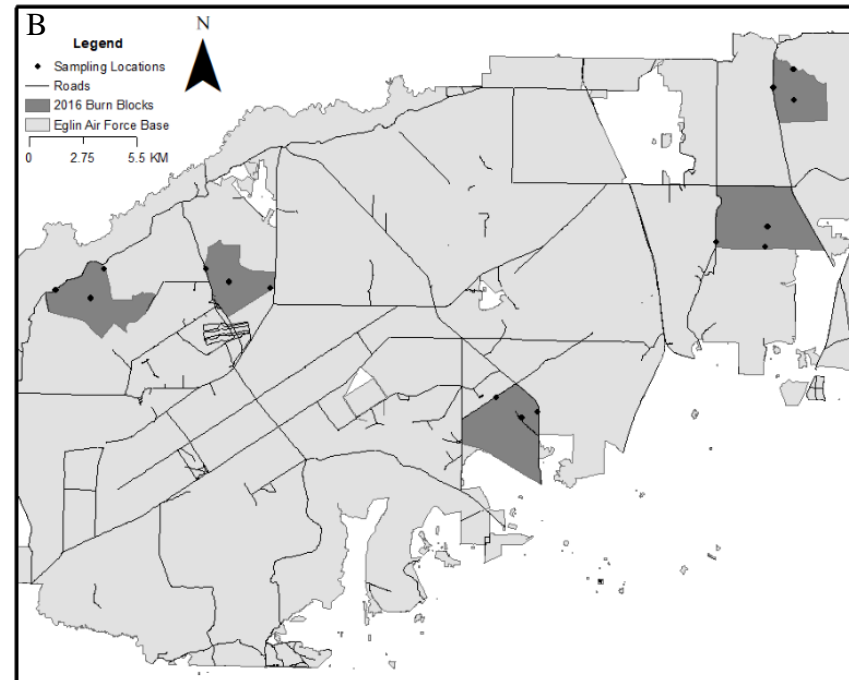 B
N
Legend
Sampling Locations
Roads
2016 Burn Blocks
Eglin Air Force Base
0 2.75 5.5 KM